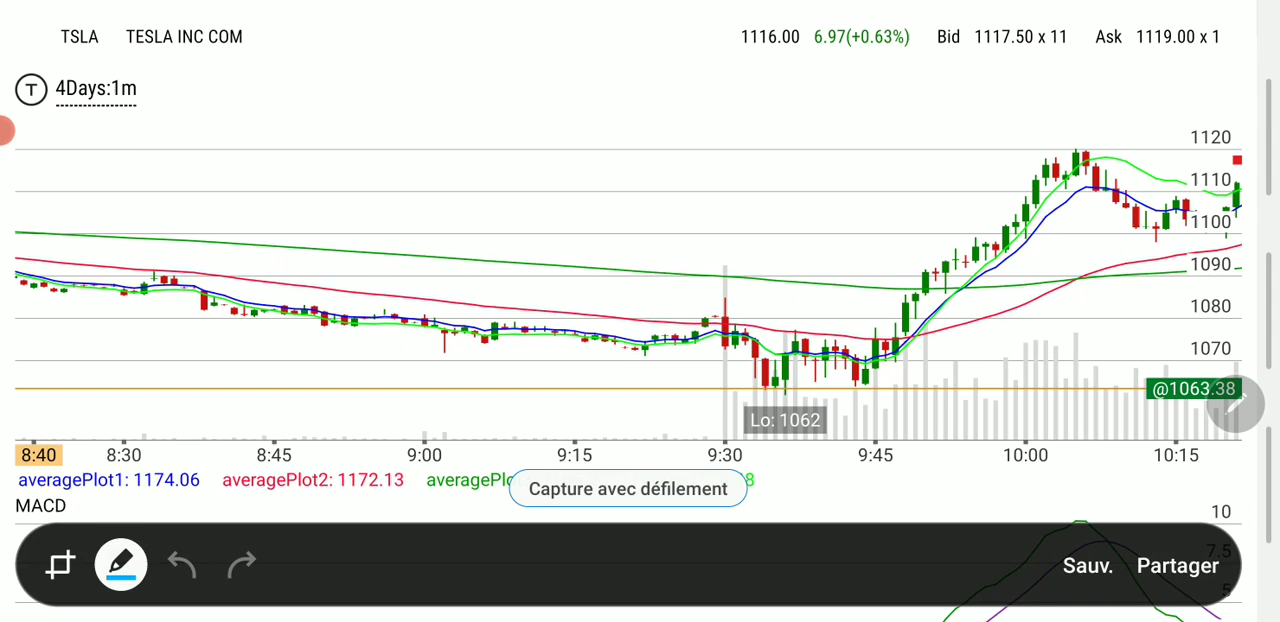 TSLA TESLA INC COM 1116.00 6.97(+0.63%) Bid 1117.50 x 11 Ask 1119.00 x 1
T 4Days:1m
1120
1110
1100
1090
1080
1070
@1063.38
Lo: 1062
8:40 8:30 8:45 9:00 9:15 9:30 9:45 10:00 10:15
averagePlot1: 1174.06 averagePlot2: 1172.13
Capture avec défilement
MACD
10
7.5
5
Sauv. Partager